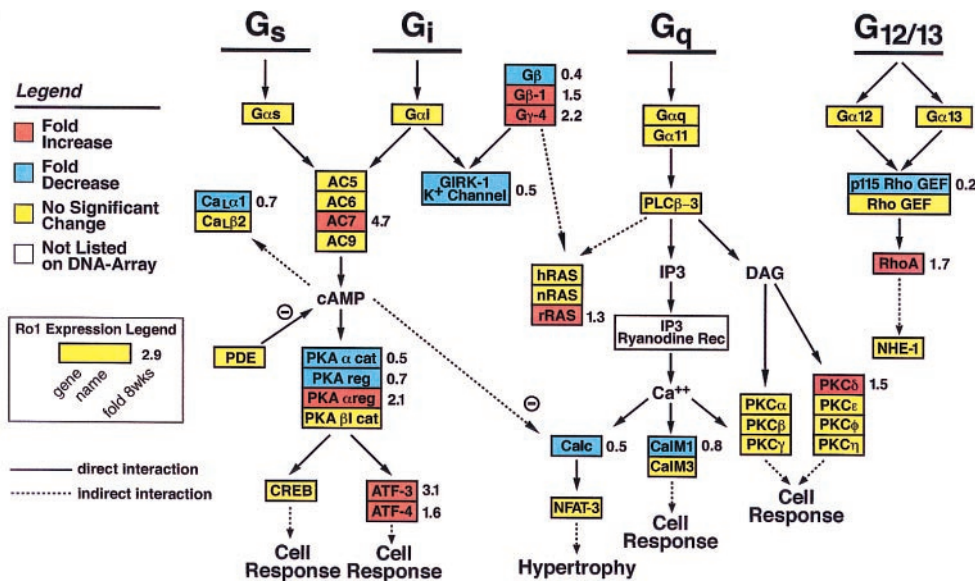 Gs
Gi
Gq
G12/13
Legend
Fold Increase
Fold Decrease
No Significant Change
Not Listed on DNA-Array
Ro1 Expression Legend
2.9
gene
name
fold 8wks
direct interaction
indirect interaction
Gαs
Gαi
Gβ 0.4
Gβ-1 1.5
Gγ-4 2.2
GIRK-1
K+ Channel
0.5
CaLα1 0.7
CaLβ2
AC5
AC6
AC7 4.7
AC9
cAMP
⊖
PDE
PKA α cat 0.5
PKA reg 0.7
PKA αreg 2.1
PKA βI cat
CREB
ATF-3 3.1
ATF-4 1.6
Cell
Response
Cell
Response
Gαq
Gα11
PLCβ-3
hRAS
nRAS
rRAS 1.3
IP3
DAG
IP3
Ryanodine Rec
Ca++
⊖
Calc 0.5
CalM1 0.8
CalM3
NFAT-3
Hypertrophy
Cell
Response
PKCα
PKCβ
PKCγ
PKCδ 1.5
PKCε
PKCϕ
PKCη
Cell
Response
Gα12
Gα13
p115 Rho GEF 0.2
Rho GEF
RhoA 1.7
NHE-1